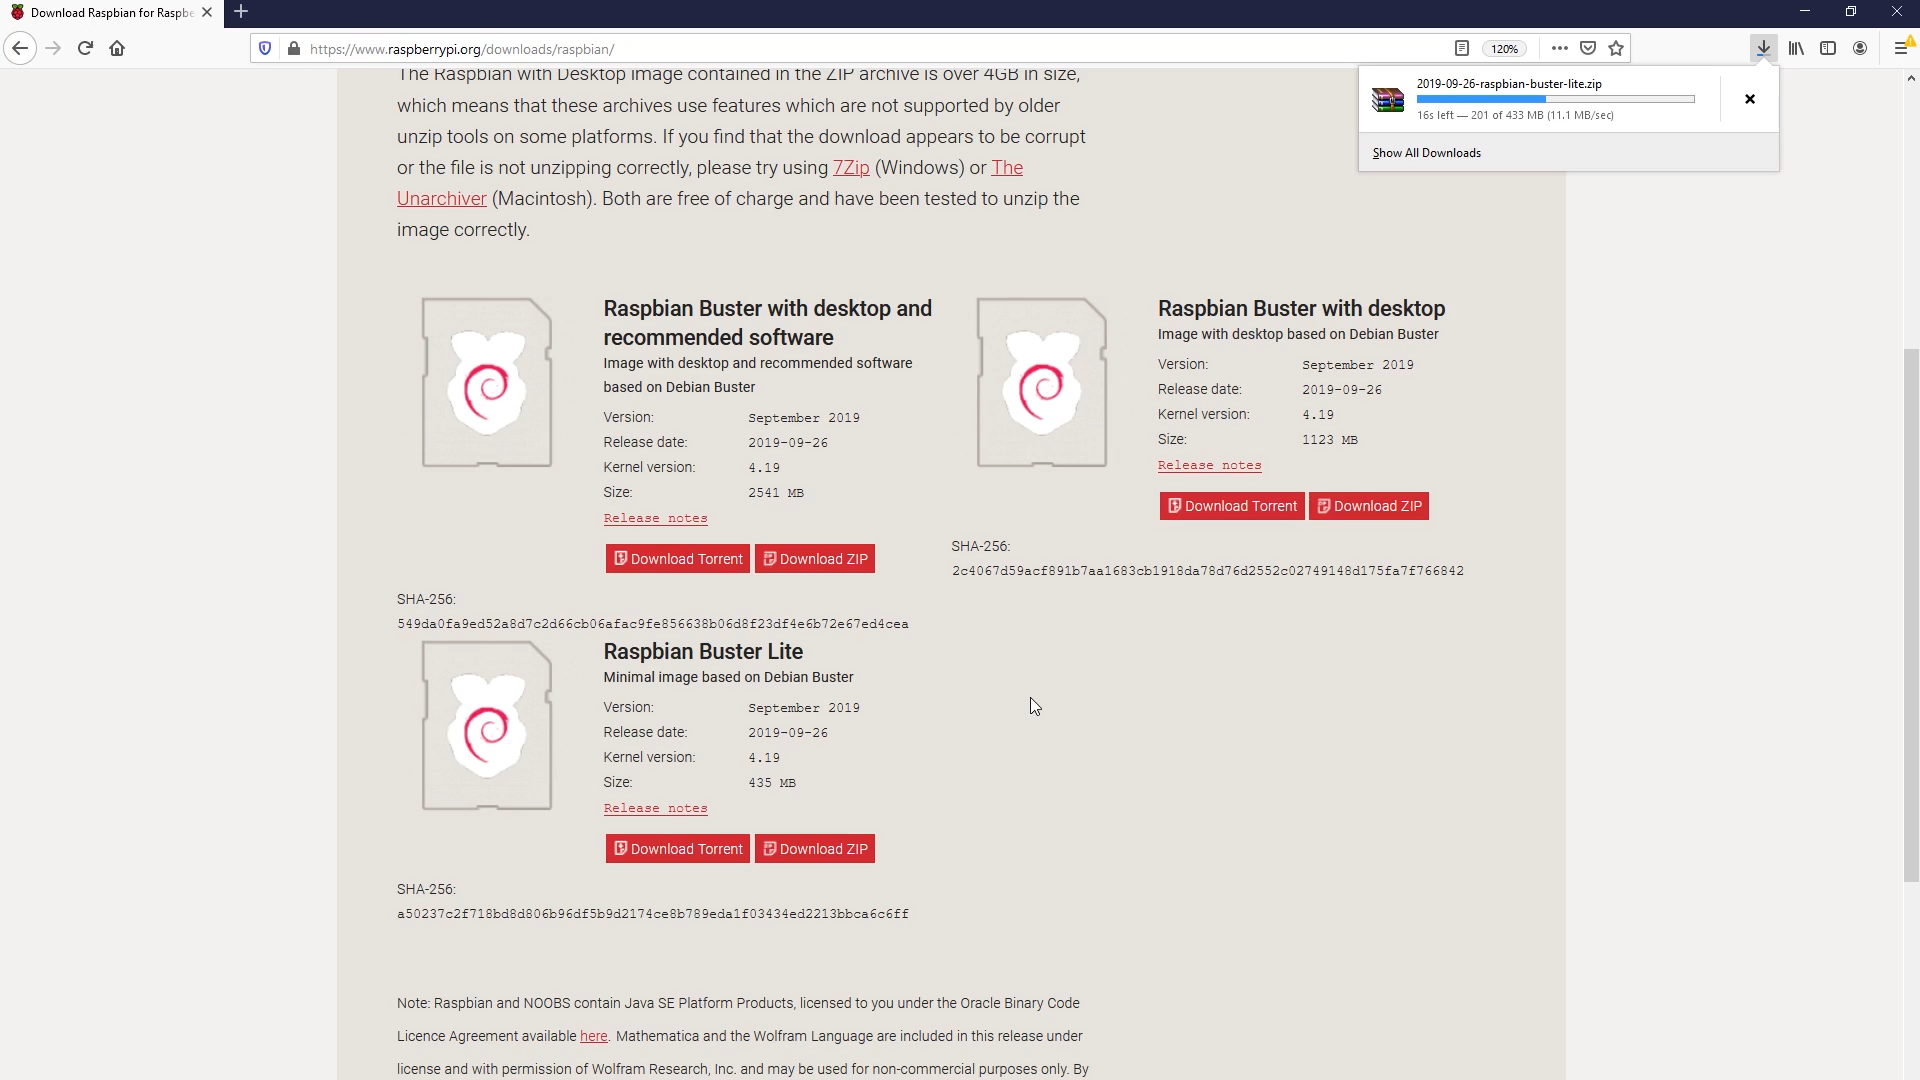 Download Raspbian for Raspbe
https://www.raspberrypi.org/downloads/raspbian/
120%
2019-09-26-raspbian-buster-lite.zip
16s left — 201 of 433 MB (11.1 MB/sec)
Show All Downloads
The Raspbian with Desktop image contained in the ZIP archive is over 4GB in size,
which means that these archives use features which are not supported by older
unzip tools on some platforms. If you find that the download appears to be corrupt
or the file is not unzipping correctly, please try using 7Zip (Windows) or The
Unarchiver (Macintosh). Both are free of charge and have been tested to unzip the
image correctly.
Raspbian Buster with desktop and
recommended software
Image with desktop and recommended software
based on Debian Buster
Version: September 2019
Release date: 2019-09-26
Kernel version: 4.19
Size: 2541 MB
Release notes
Download Torrent Download ZIP
SHA-256:
549da0fa9ed52a8d7c2d66cb06afac9fe856638b06d8f23df4e6b72e67ed4cea
Raspbian Buster with desktop
Image with desktop based on Debian Buster
Version: September 2019
Release date: 2019-09-26
Kernel version: 4.19
Size: 1123 MB
Release notes
Download Torrent Download ZIP
SHA-256:
2c4067d59acf891b7aa1683cb1918da78d76d2552c02749148d175fa7f766842
Raspbian Buster Lite
Minimal image based on Debian Buster
Version: September 2019
Release date: 2019-09-26
Kernel version: 4.19
Size: 435 MB
Release notes
Download Torrent Download ZIP
SHA-256:
a50237c2f718bd8d806b96df5b9d2174ce8b789eda1f03434ed2213bbca6c6ff
Note: Raspbian and NOOBS contain Java SE Platform Products, licensed to you under the Oracle Binary Code
Licence Agreement available here. Mathematica and the Wolfram Language are included in this release under
license and with permission of Wolfram Research, Inc. and may be used for non-commercial purposes only. By